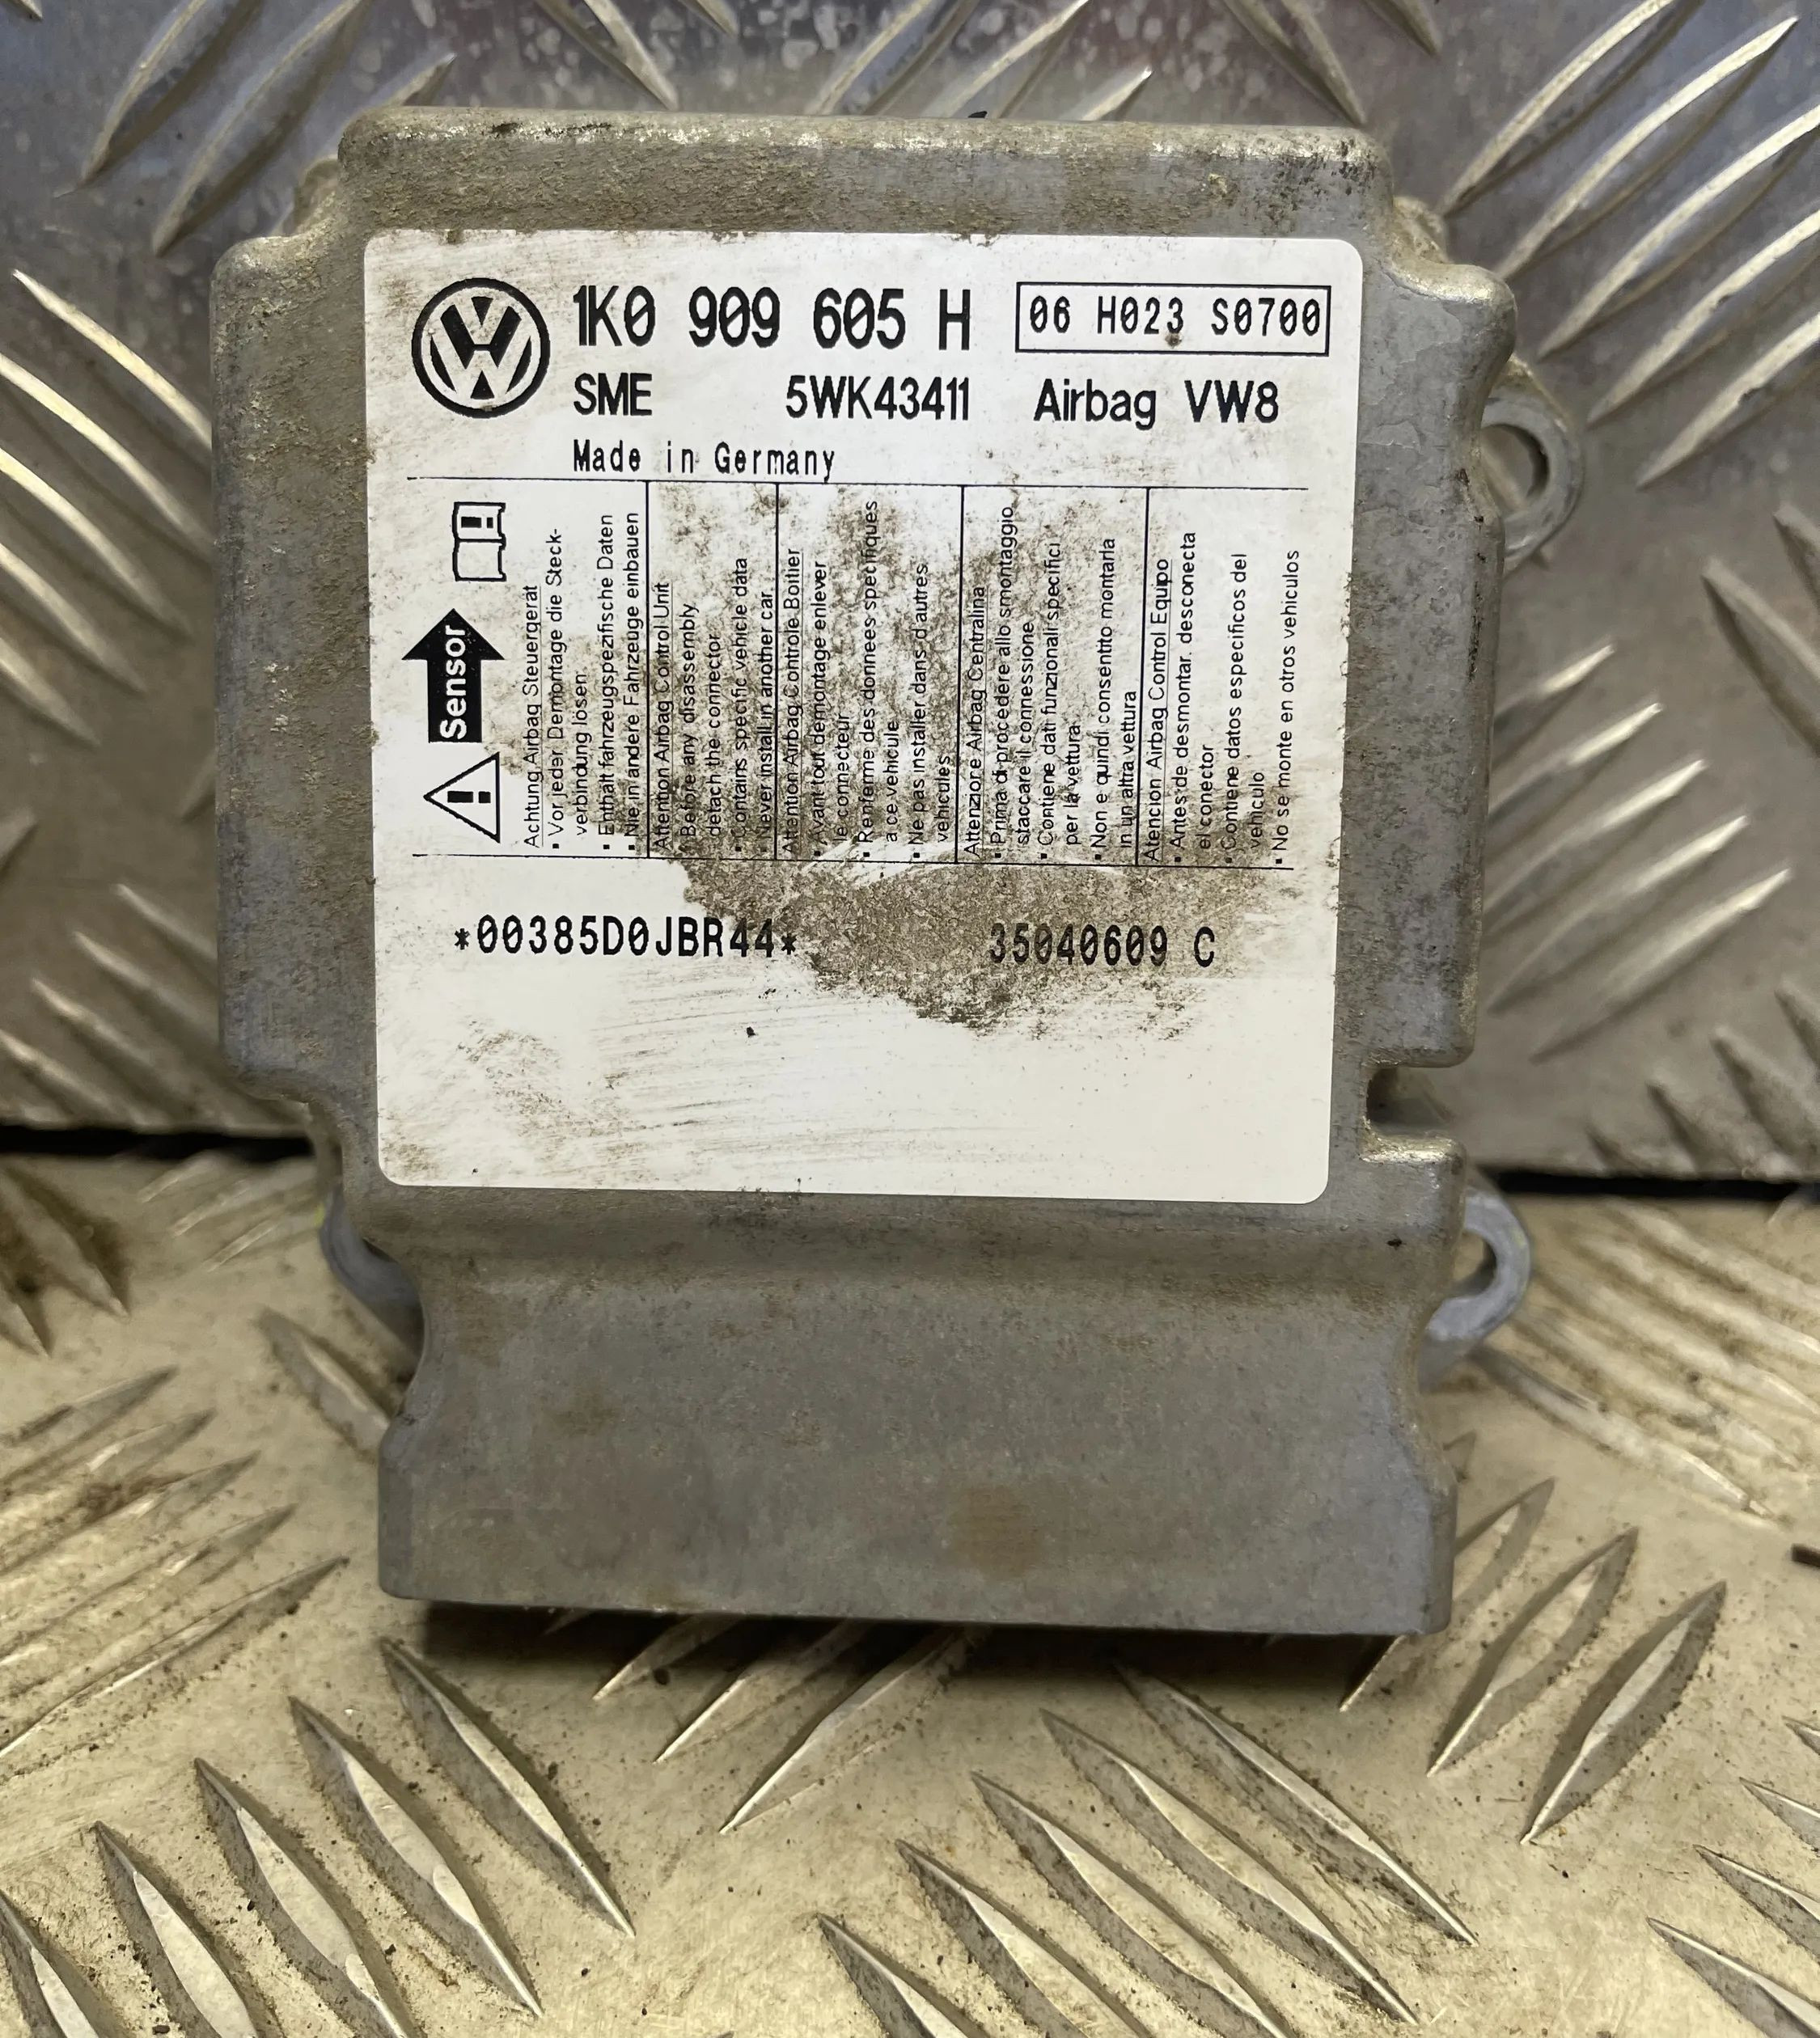 1K0 909 605 H
06 H023 S0700
SME 5WK43411 Airbag VW8
Made in Germany
Sensor
Achtung Airbag Steuergerat
• Vor jeder Demontage die Steck-
verbindung lösen.
• Enthält fahrzeugspezifische Daten
• Nie in andere Fahrzeuge einbauen
Attention Airbag Control Unit
• Before any disassembly
detach the connector
• Contains specific vehicle data
• Never install in another car.
Attention Airbag Controle Boitier
• Avant tout demontage enlever
le connecteur
• Renferme des donnees specifiques
a ce vehicule
• Ne pas installer dans d'autres
vehicules
Attenzione Airbag Centralina
• Prima di procedere allo smontaggio
staccare il connessione
• Contiene dati funzionali specifici
per la vettura
• Non e quindi consentito montarla
in un altra vettura
Atencion Airbag Control Equipo
• Antes de desmontar. desconecta
el conector
• Contiene datos especificos del
vehiculo
• No se monte en otros vehiculos
*00385D0JBR44* 35040609 C